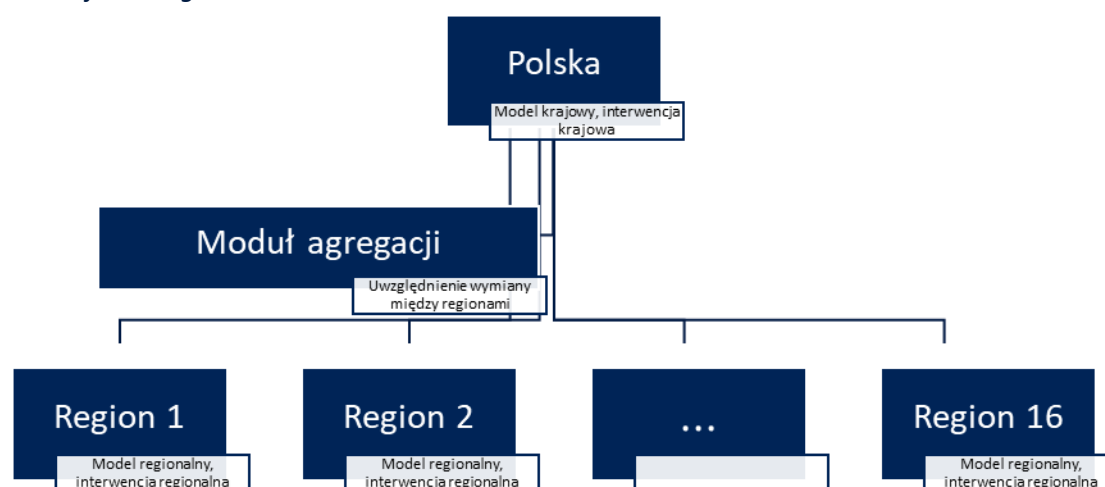 Polska
Model krajowy, interwencja
krajowa
Moduł agregacji
Uwzględnienie wymiany
między regionami
Region 1
Model regionalny,
interwencja regionalna
Region 2
Model regionalny,
interwencja regionalna
...
Region 16
Model regionalny,
interwencja regionalna